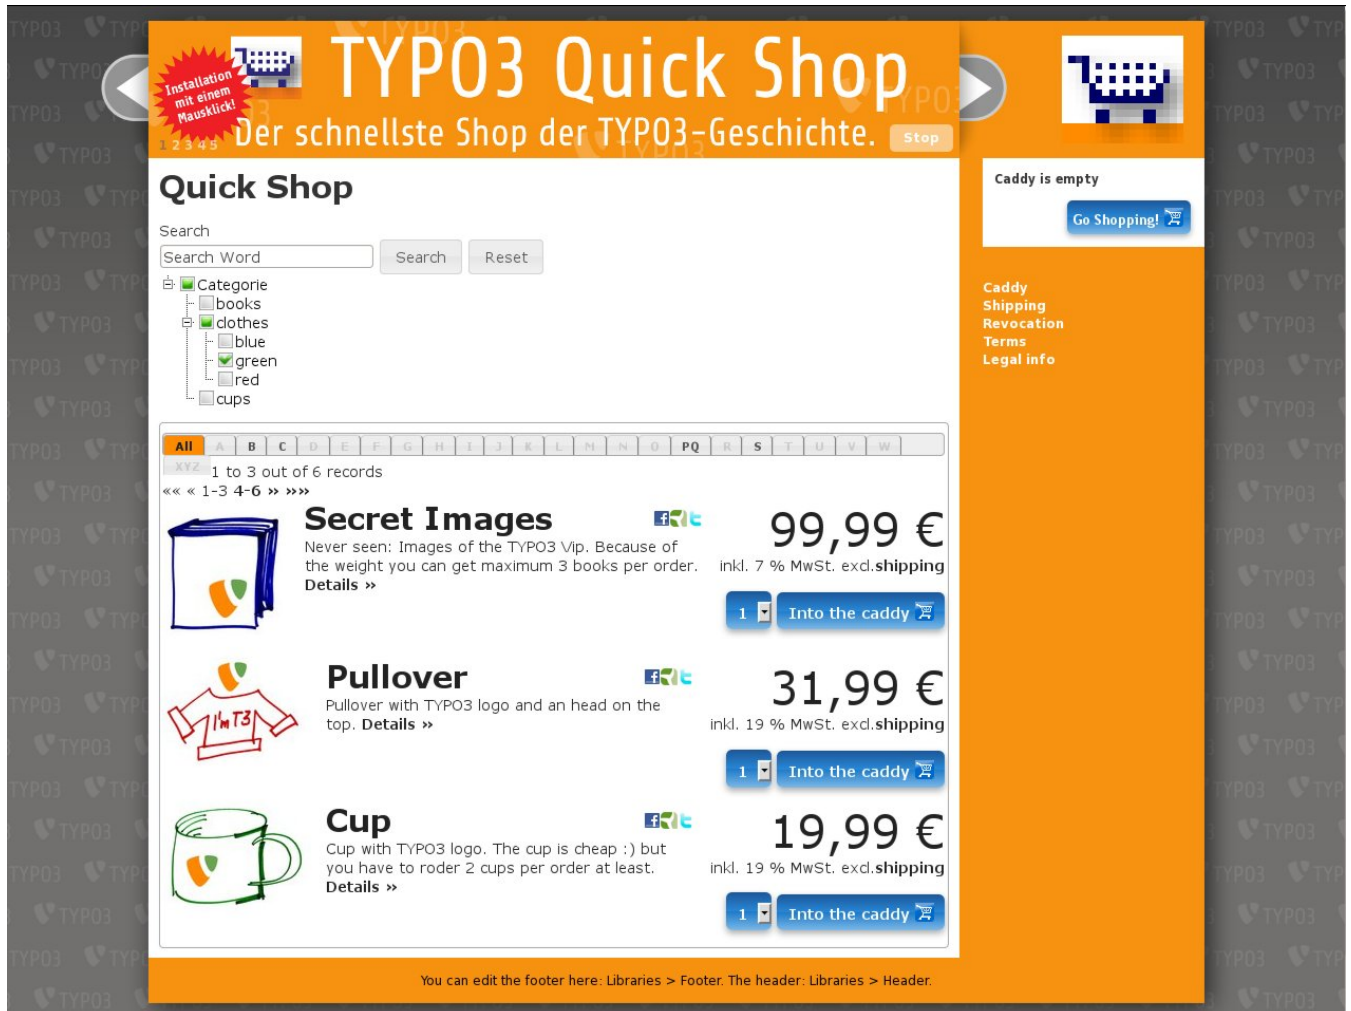 TYPO3 Quick Shop
Installation
mit einem
Mausklick!
Der schnellste Shop der TYPO3-Geschichte.
Stop
1 2 3 4 5
Quick Shop
Caddy is empty
Go Shopping!
Search
Search Word
Search
Reset
Categorie
books
clothes
blue
green
red
cups
Caddy
Shipping
Revocation
Terms
Legal info
All A B C D E F G H I J K L M N O PQ R S T U V W
XYZ
1 to 3 out of 6 records
«« « 1-3 4-6 » »»
Secret Images
Never seen: Images of the TYPO3 Vip. Because of
the weight you can get maximum 3 books per order.
Details »
99,99 €
inkl. 7 % MwSt. excl.shipping
1 Into the caddy
Pullover
Pullover with TYPO3 logo and an head on the
top. Details »
I'm T3
31,99 €
inkl. 19 % MwSt. excl.shipping
1 Into the caddy
Cup
Cup with TYPO3 logo. The cup is cheap :) but
you have to roder 2 cups per order at least.
Details »
19,99 €
inkl. 19 % MwSt. excl.shipping
1 Into the caddy
You can edit the footer here: Libraries > Footer. The header: Libraries > Header.